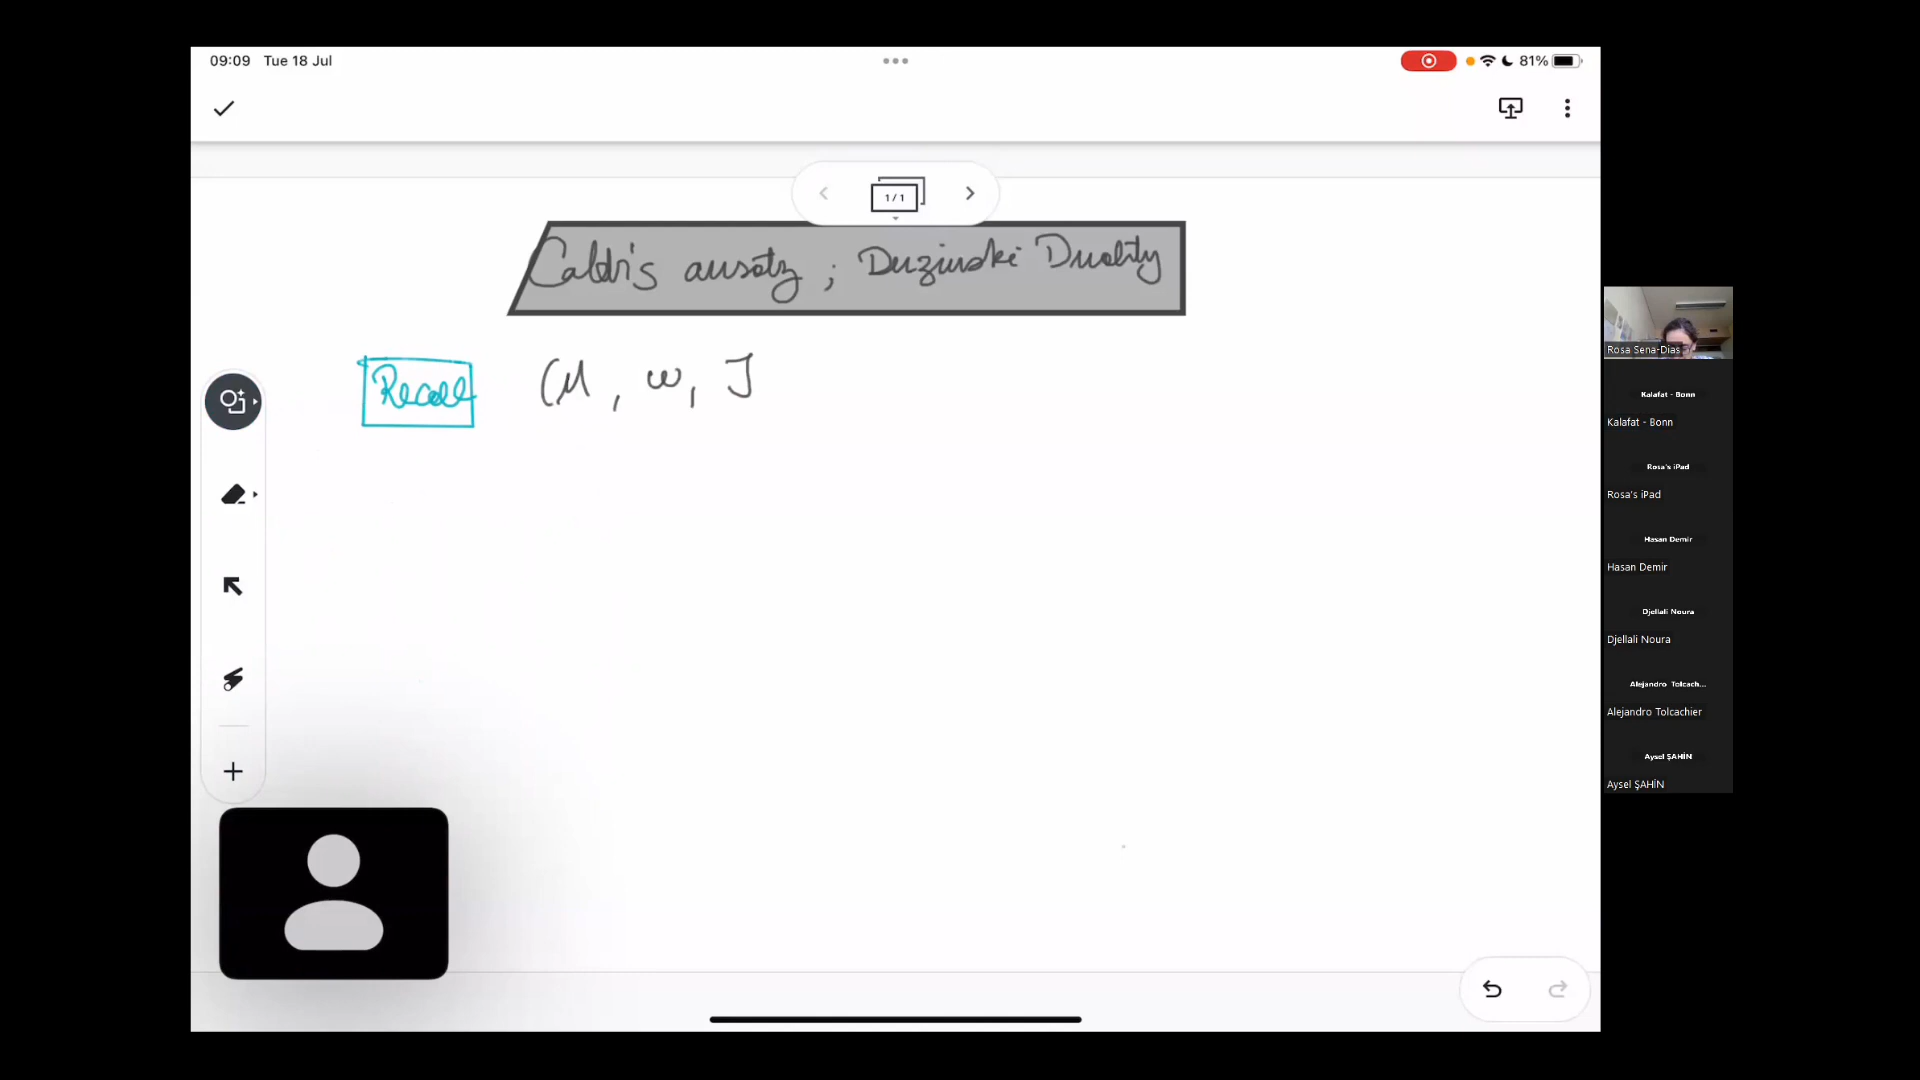 09:09 Tue 18 Jul
81%
1/1
Caldr's ansatz ; Duzinski Duality
Recall (M , ω, J
Rosa Sena-Dias
Kalafat - Bonn
Kalafat - Bonn
Rosa's iPad
Rosa's iPad
Hasan Demir
Hasan Demir
Djellali Noura
Djellali Noura
Alejandro Tolcach...
Alejandro Tolcachier
Aysel ŞAHİN
Aysel ŞAHİN